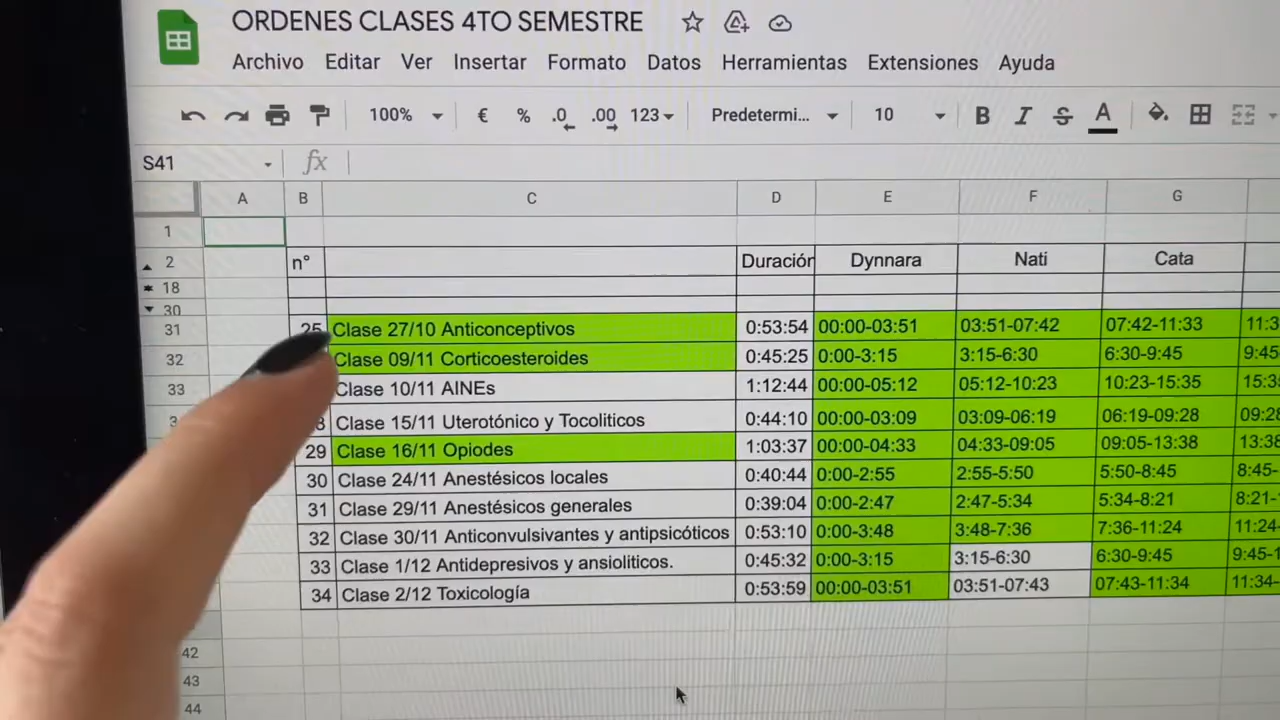 ORDENES CLASES 4TO SEMESTRE
Archivo Editar Ver Insertar Formato Datos Herramientas Extensiones Ayuda
100% € % .0 .00 123 Predetermi... 10 B I S A
S41 fx
A B C D E F G
1
2 n° Duración Dynnara Nati Cata
18
30
31 25 Clase 27/10 Anticonceptivos 0:53:54 00:00-03:51 03:51-07:42 07:42-11:33 11:3
32 Clase 09/11 Corticoesteroides 0:45:25 0:00-3:15 3:15-6:30 6:30-9:45 9:45
33 Clase 10/11 AINEs 1:12:44 00:00-05:12 05:12-10:23 10:23-15:35 15:35
Clase 15/11 Uterotónico y Tocoliticos 0:44:10 00:00-03:09 03:09-06:19 06:19-09:28 09:28
29 Clase 16/11 Opiodes 1:03:37 00:00-04:33 04:33-09:05 09:05-13:38 13:38
30 Clase 24/11 Anestésicos locales 0:40:44 0:00-2:55 2:55-5:50 5:50-8:45 8:45-
31 Clase 29/11 Anestésicos generales 0:39:04 0:00-2:47 2:47-5:34 5:34-8:21 8:21-
32 Clase 30/11 Anticonvulsivantes y antipsicóticos 0:53:10 0:00-3:48 3:48-7:36 7:36-11:24 11:24-
33 Clase 1/12 Antidepresivos y ansioliticos. 0:45:32 0:00-3:15 3:15-6:30 6:30-9:45 9:45-1
34 Clase 2/12 Toxicología 0:53:59 00:00-03:51 03:51-07:43 07:43-11:34 11:34-
42
43
44